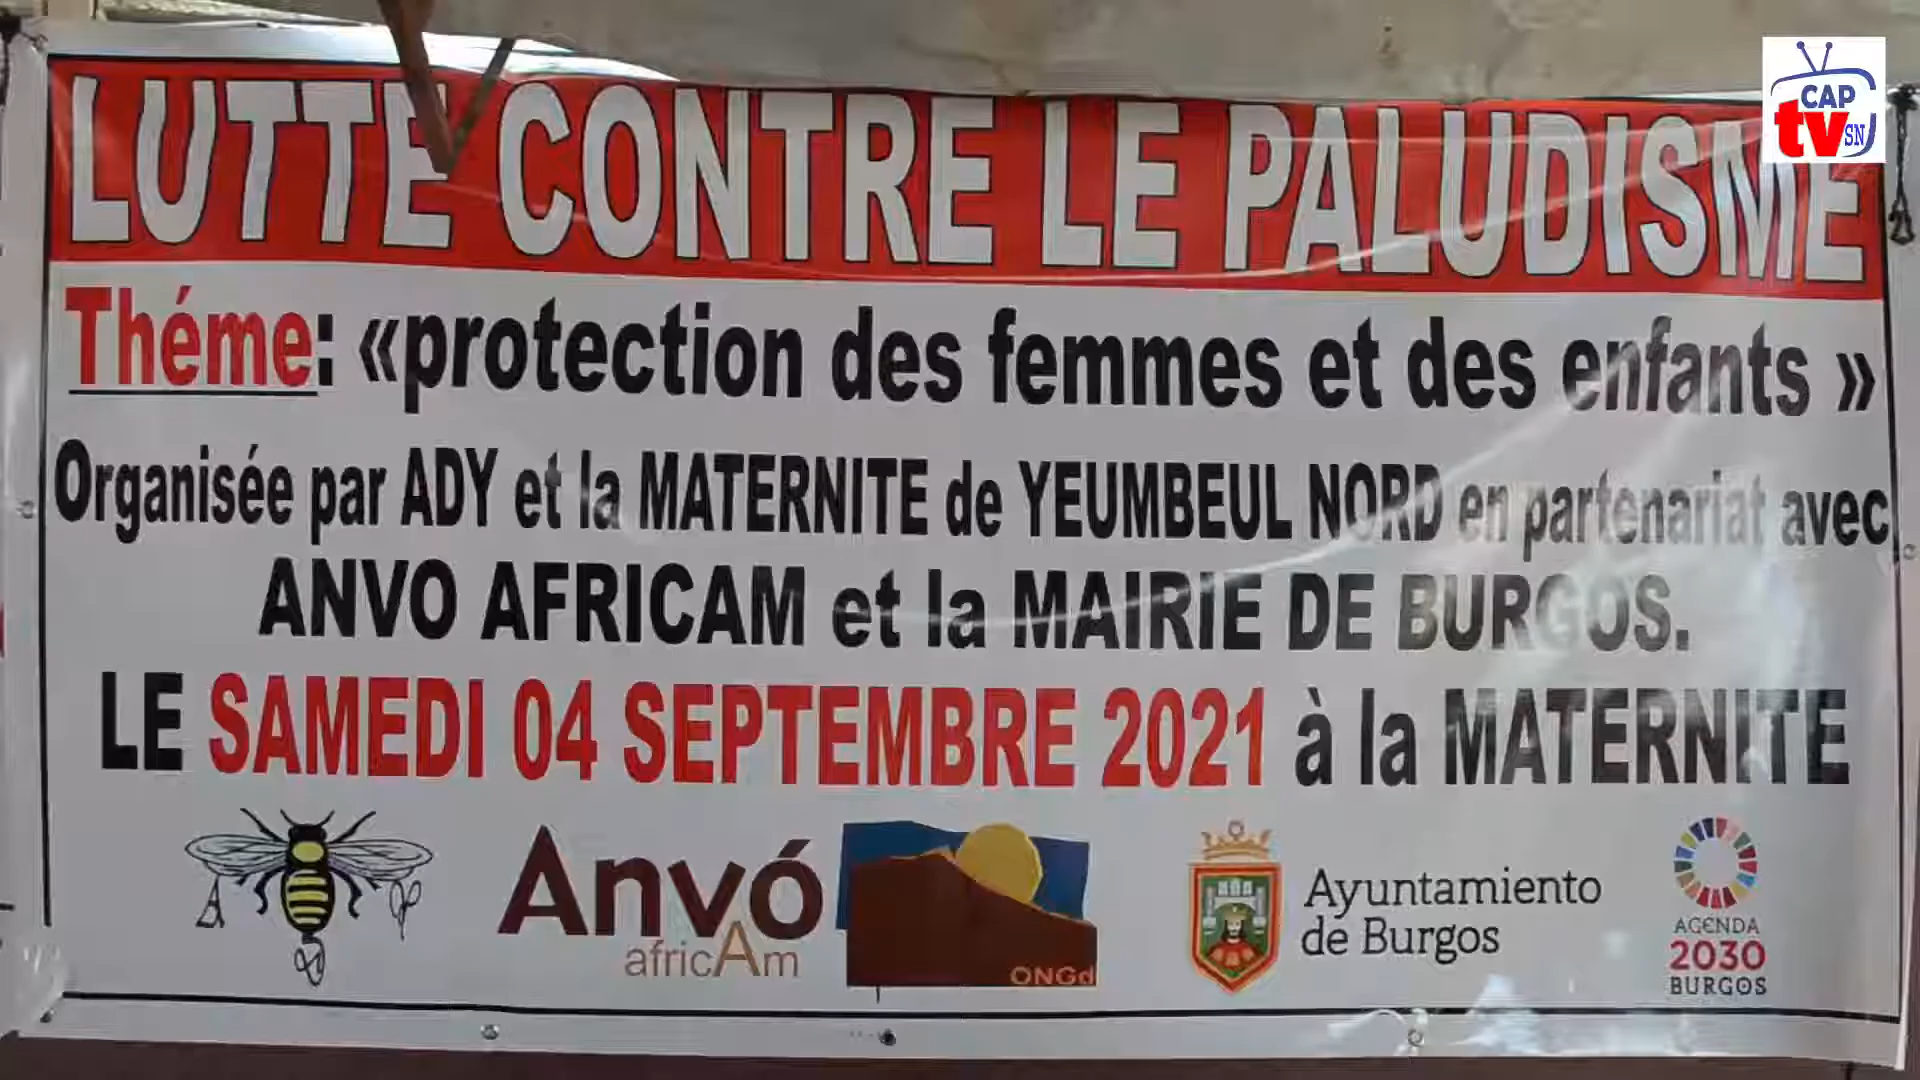 LUTTE CONTRE LE PALUDISME
Théme: «protection des femmes et des enfants »
Organisée par ADY et la MATERNITE de YEUMBEUL NORD en partenariat avec
ANVO AFRICAM et la MAIRIE DE BURGOS.
LE SAMEDI 04 SEPTEMBRE 2021 à la MATERNITE
A D Y
Anvó
africAm
ONGd
Ayuntamiento
de Burgos
AGENDA
2030
BURGOS
CAP
tv SN